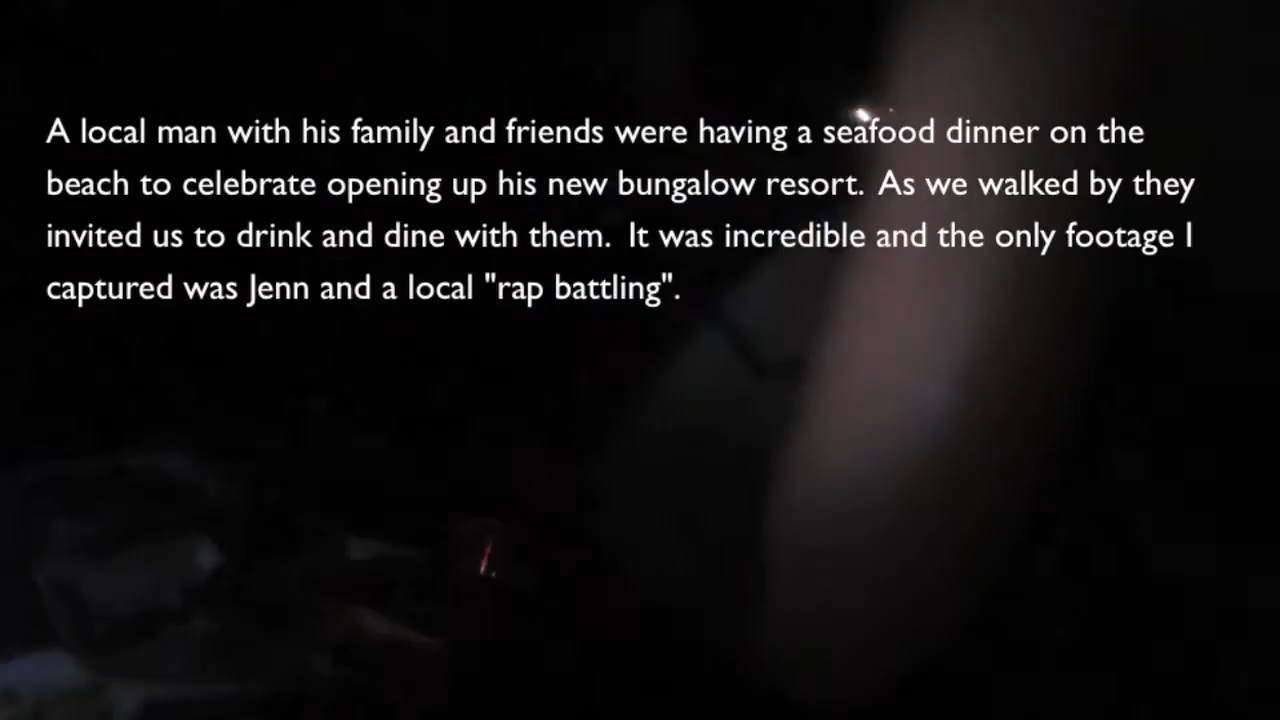 A local man with his family and friends were having a seafood dinner on the
beach to celebrate opening up his new bungalow resort.  As we walked by they
invited us to drink and dine with them.  It was incredible and the only footage I
captured was Jenn and a local "rap battling".